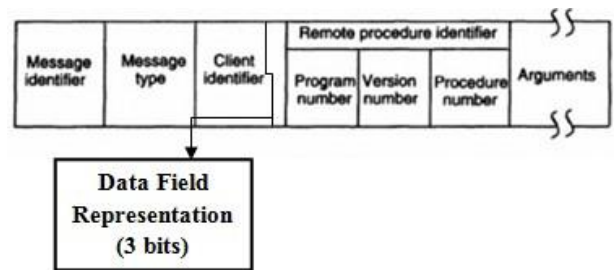 Message
identifier
Message
type
Client
identifier
Remote procedure identifier
Program
number
Version
number
Procedure
number
Arguments
Data Field
Representation
(3 bits)